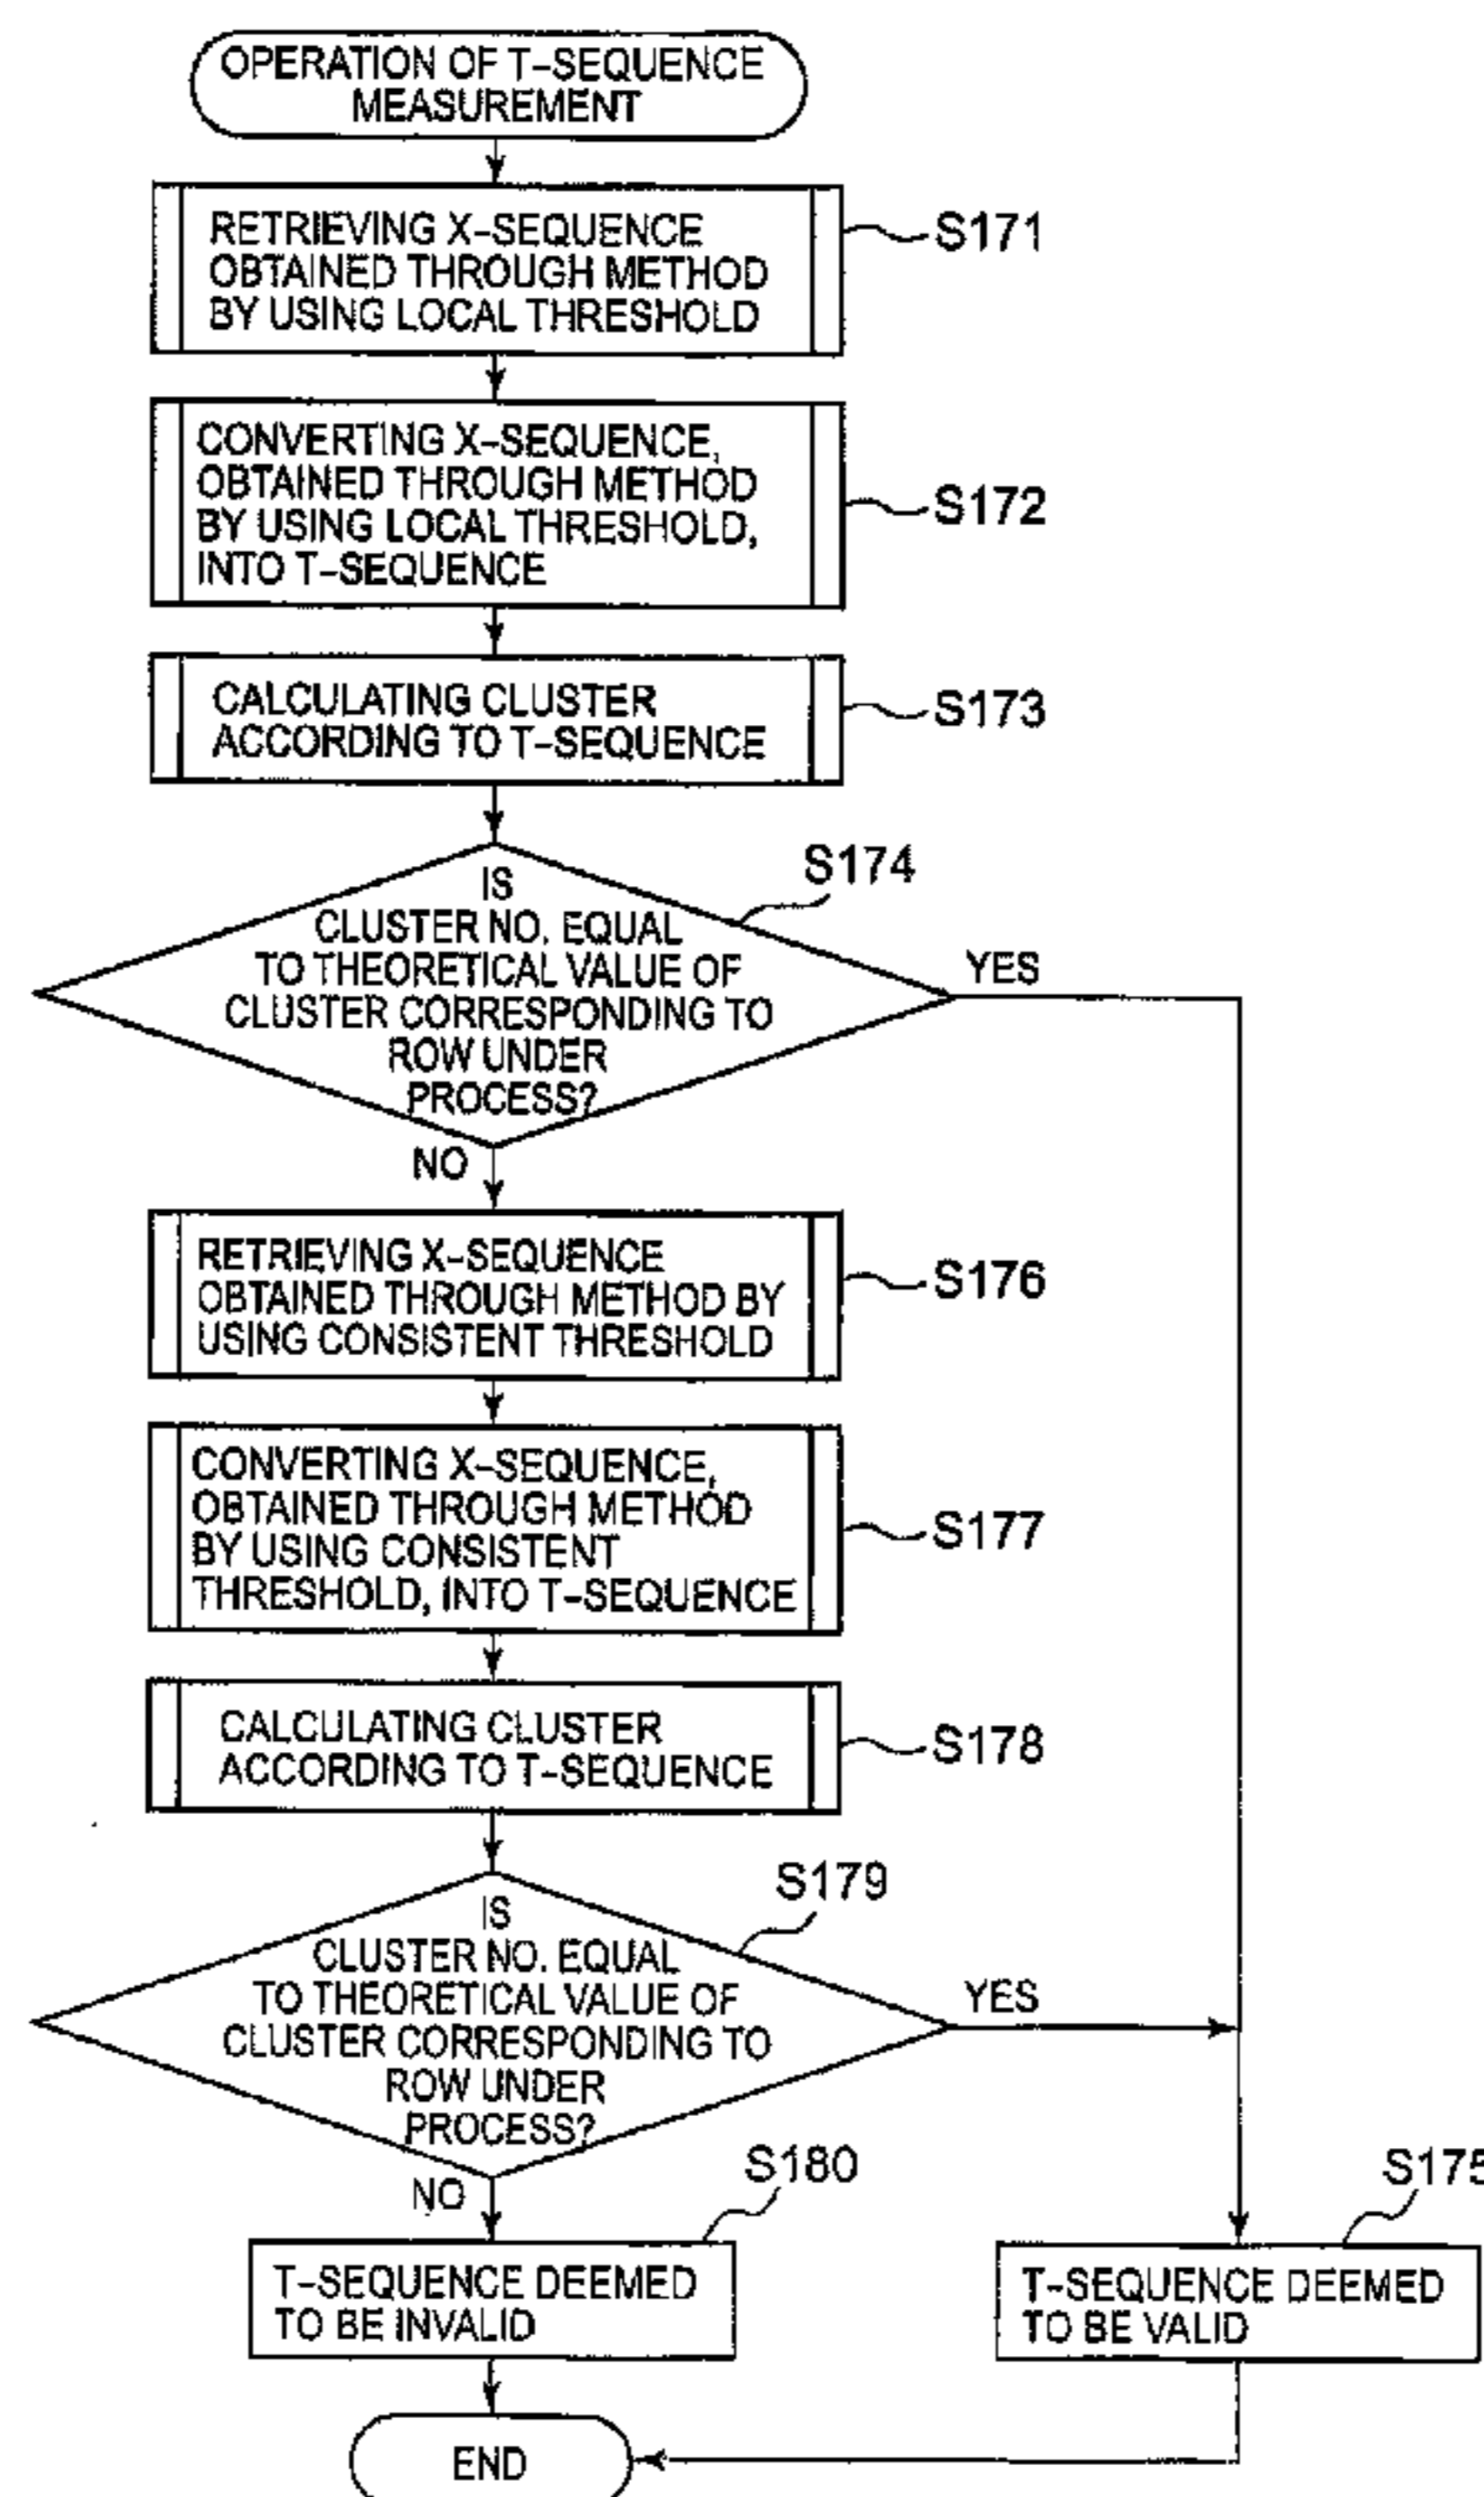 OPERATION OF T-SEQUENCE
MEASUREMENT
RETRIEVING X-SEQUENCE
OBTAINED THROUGH METHOD
BY USING LOCAL THRESHOLD
S171
CONVERTING X-SEQUENCE,
OBTAINED THROUGH METHOD
BY USING LOCAL THRESHOLD,
INTO T-SEQUENCE
S172
CALCULATING CLUSTER
ACCORDING TO T-SEQUENCE
S173
S174
IS
CLUSTER NO. EQUAL
TO THEORETICAL VALUE OF
CLUSTER CORRESPONDING TO
ROW UNDER
PROCESS?
YES
NO
RETRIEVING X-SEQUENCE
OBTAINED THROUGH METHOD BY
USING CONSISTENT THRESHOLD
S176
CONVERTING X-SEQUENCE,
OBTAINED THROUGH METHOD
BY USING CONSISTENT
THRESHOLD, INTO T-SEQUENCE
S177
CALCULATING CLUSTER
ACCORDING TO T-SEQUENCE
S178
S179
IS
CLUSTER NO. EQUAL
TO THEORETICAL VALUE OF
CLUSTER CORRESPONDING TO
ROW UNDER
PROCESS?
YES
NO
S180
T-SEQUENCE DEEMED
TO BE INVALID
S175
T-SEQUENCE DEEMED
TO BE VALID
END